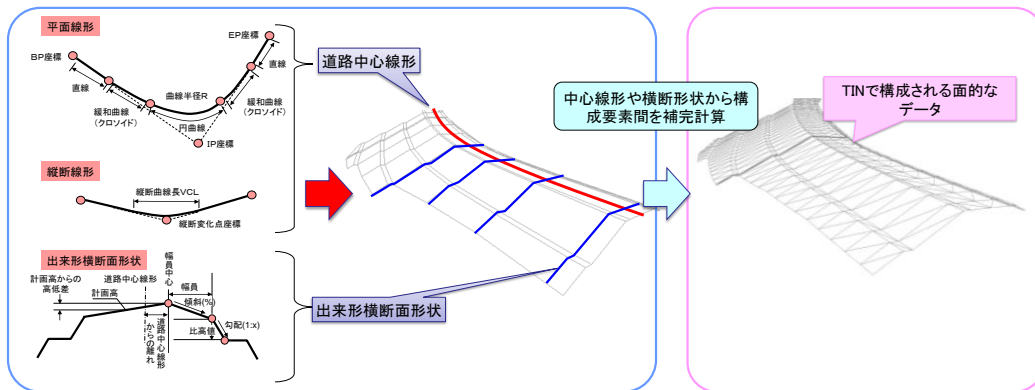 平面線形
BP座標
EP座標
直線
曲線半径R
直線
緩和曲線
(クロソイド)
円曲線
緩和曲線
(クロソイド)
IP座標
縦断線形
縦断曲線長VCL
縦断変化点座標
出来形横断面形状
計画高からの
高低差
道路中心線形
計画高
幅員中心
幅員
傾斜(%)
勾配(1:x)
比高値
道路中心線形
からの離れ
道路中心線形
出来形横断面形状
中心線形や横断形状から構
成要素間を補完計算
TINで構成される面的な
データ